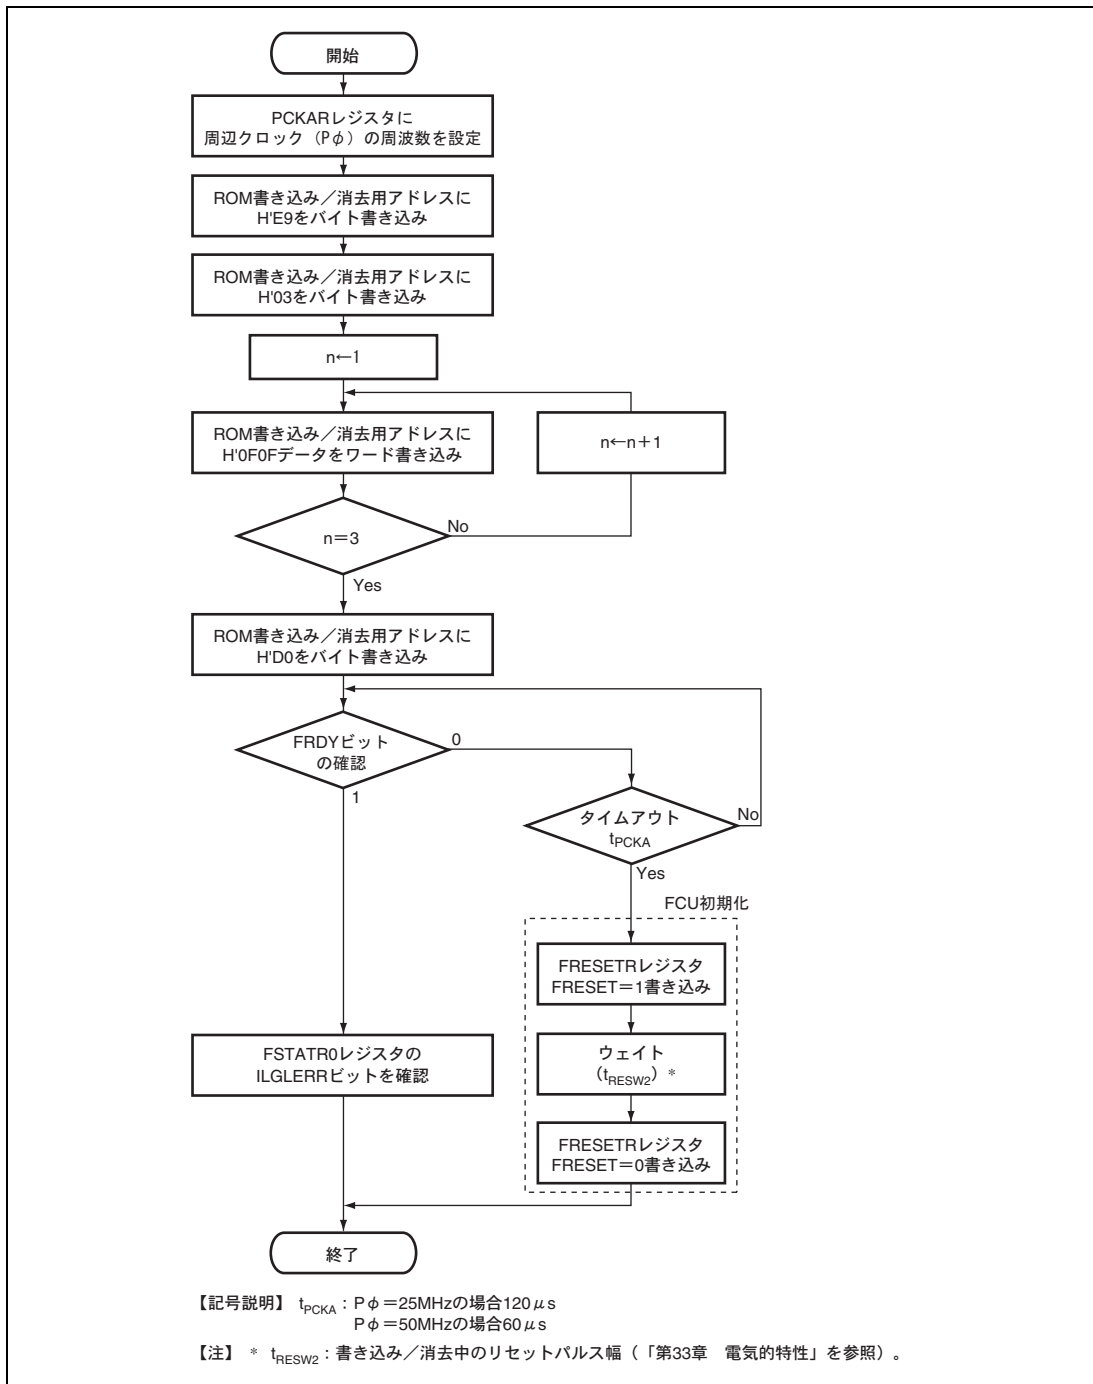 開始
PCKARレジスタに
周辺クロック（Pφ）の周波数を設定
ROM書き込み／消去用アドレスに
H'E9をバイト書き込み
ROM書き込み／消去用アドレスに
H'03をバイト書き込み
n←1
ROM書き込み／消去用アドレスに
H'0F0Fデータをワード書き込み
n←n＋1
n＝3
No
Yes
ROM書き込み／消去用アドレスに
H'D0をバイト書き込み
FRDYビット
の確認
0
1
タイムアウト
tPCKA
No
Yes
FCU初期化
FRESETRレジスタ
FRESET＝1書き込み
ウェイト
（tRESW2）*
FRESETRレジスタ
FRESET＝0書き込み
FSTATR0レジスタの
ILGLERRビットを確認
終了
【記号説明】 tPCKA：Pφ＝25MHzの場合120μs
Pφ＝50MHzの場合60μs
【注】 * tRESW2：書き込み／消去中のリセットパルス幅（「第33章 電気的特性」を参照）。